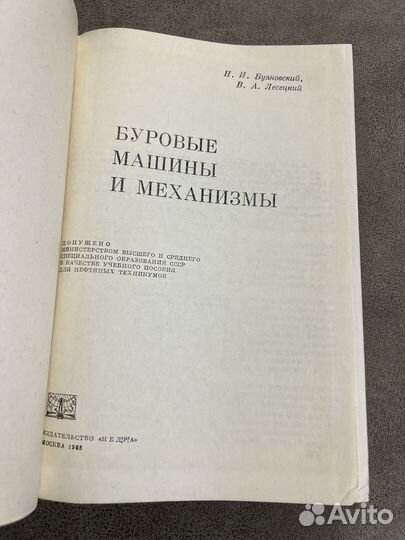 Н. И. Буяновский,
В. А. Лесецкий
БУРОВЫЕ
МАШИНЫ
И МЕХАНИЗМЫ
ДОПУЩЕНО
МИНИСТЕРСТВОМ ВЫСШЕГО И СРЕДНЕГО
СПЕЦИАЛЬНОГО ОБРАЗОВАНИЯ СССР
В КАЧЕСТВЕ УЧЕБНОГО ПОСОБИЯ
ДЛЯ НЕФТЯНЫХ ТЕХНИКУМОВ
ИЗДАТЕЛЬСТВО «НЕДРА»
МОСКВА 1968
Avito